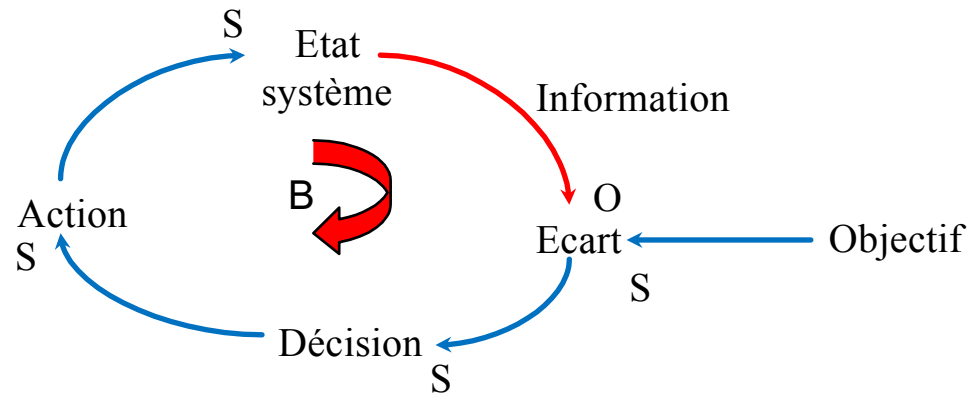 S
Etat
système
Information
B
Action
S
O
Ecart
Objectif
S
Décision
S